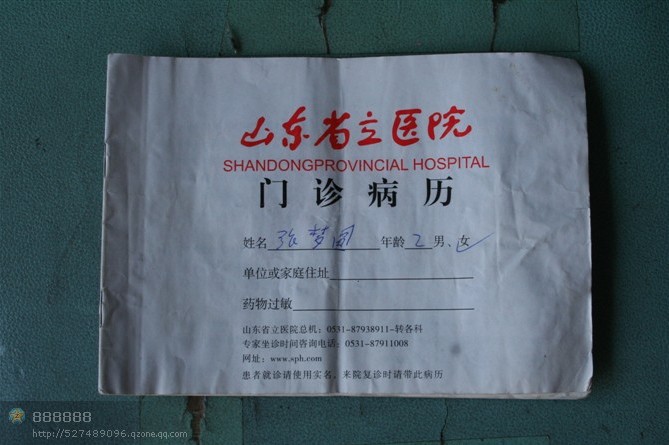 山东省立医院
SHANDONGPROVINCIAL HOSPITAL
门诊病历
姓名 张梦圆 年龄 2 男、女✓
单位或家庭住址
药物过敏
山东省立医院总机：0531-87938911-转各科
专家坐诊时间咨询电话：0531-87911008
网址：www.sph.com
患者就诊请使用实名，来院复诊时请带此病历
888888
http://527489096.qzone.qq.com